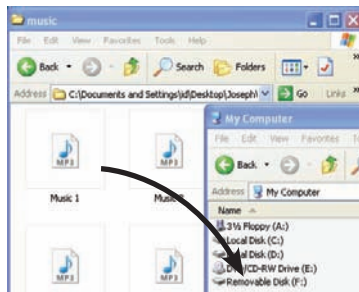 music
File Edit View Favorites Tools Help
Back Search Folders
Address C:\Documents and Settings\jd\Desktop\Joseph\ Go Links
MP3 MP3
Music 1
MP3 MP3
My Computer
File Edit View Favorites
Back
Address My Computer
Name
3½ Floppy (A:)
Local Disk (C:)
Disk (D:)
CD-RW Drive (E:)
Removable Disk (F:)